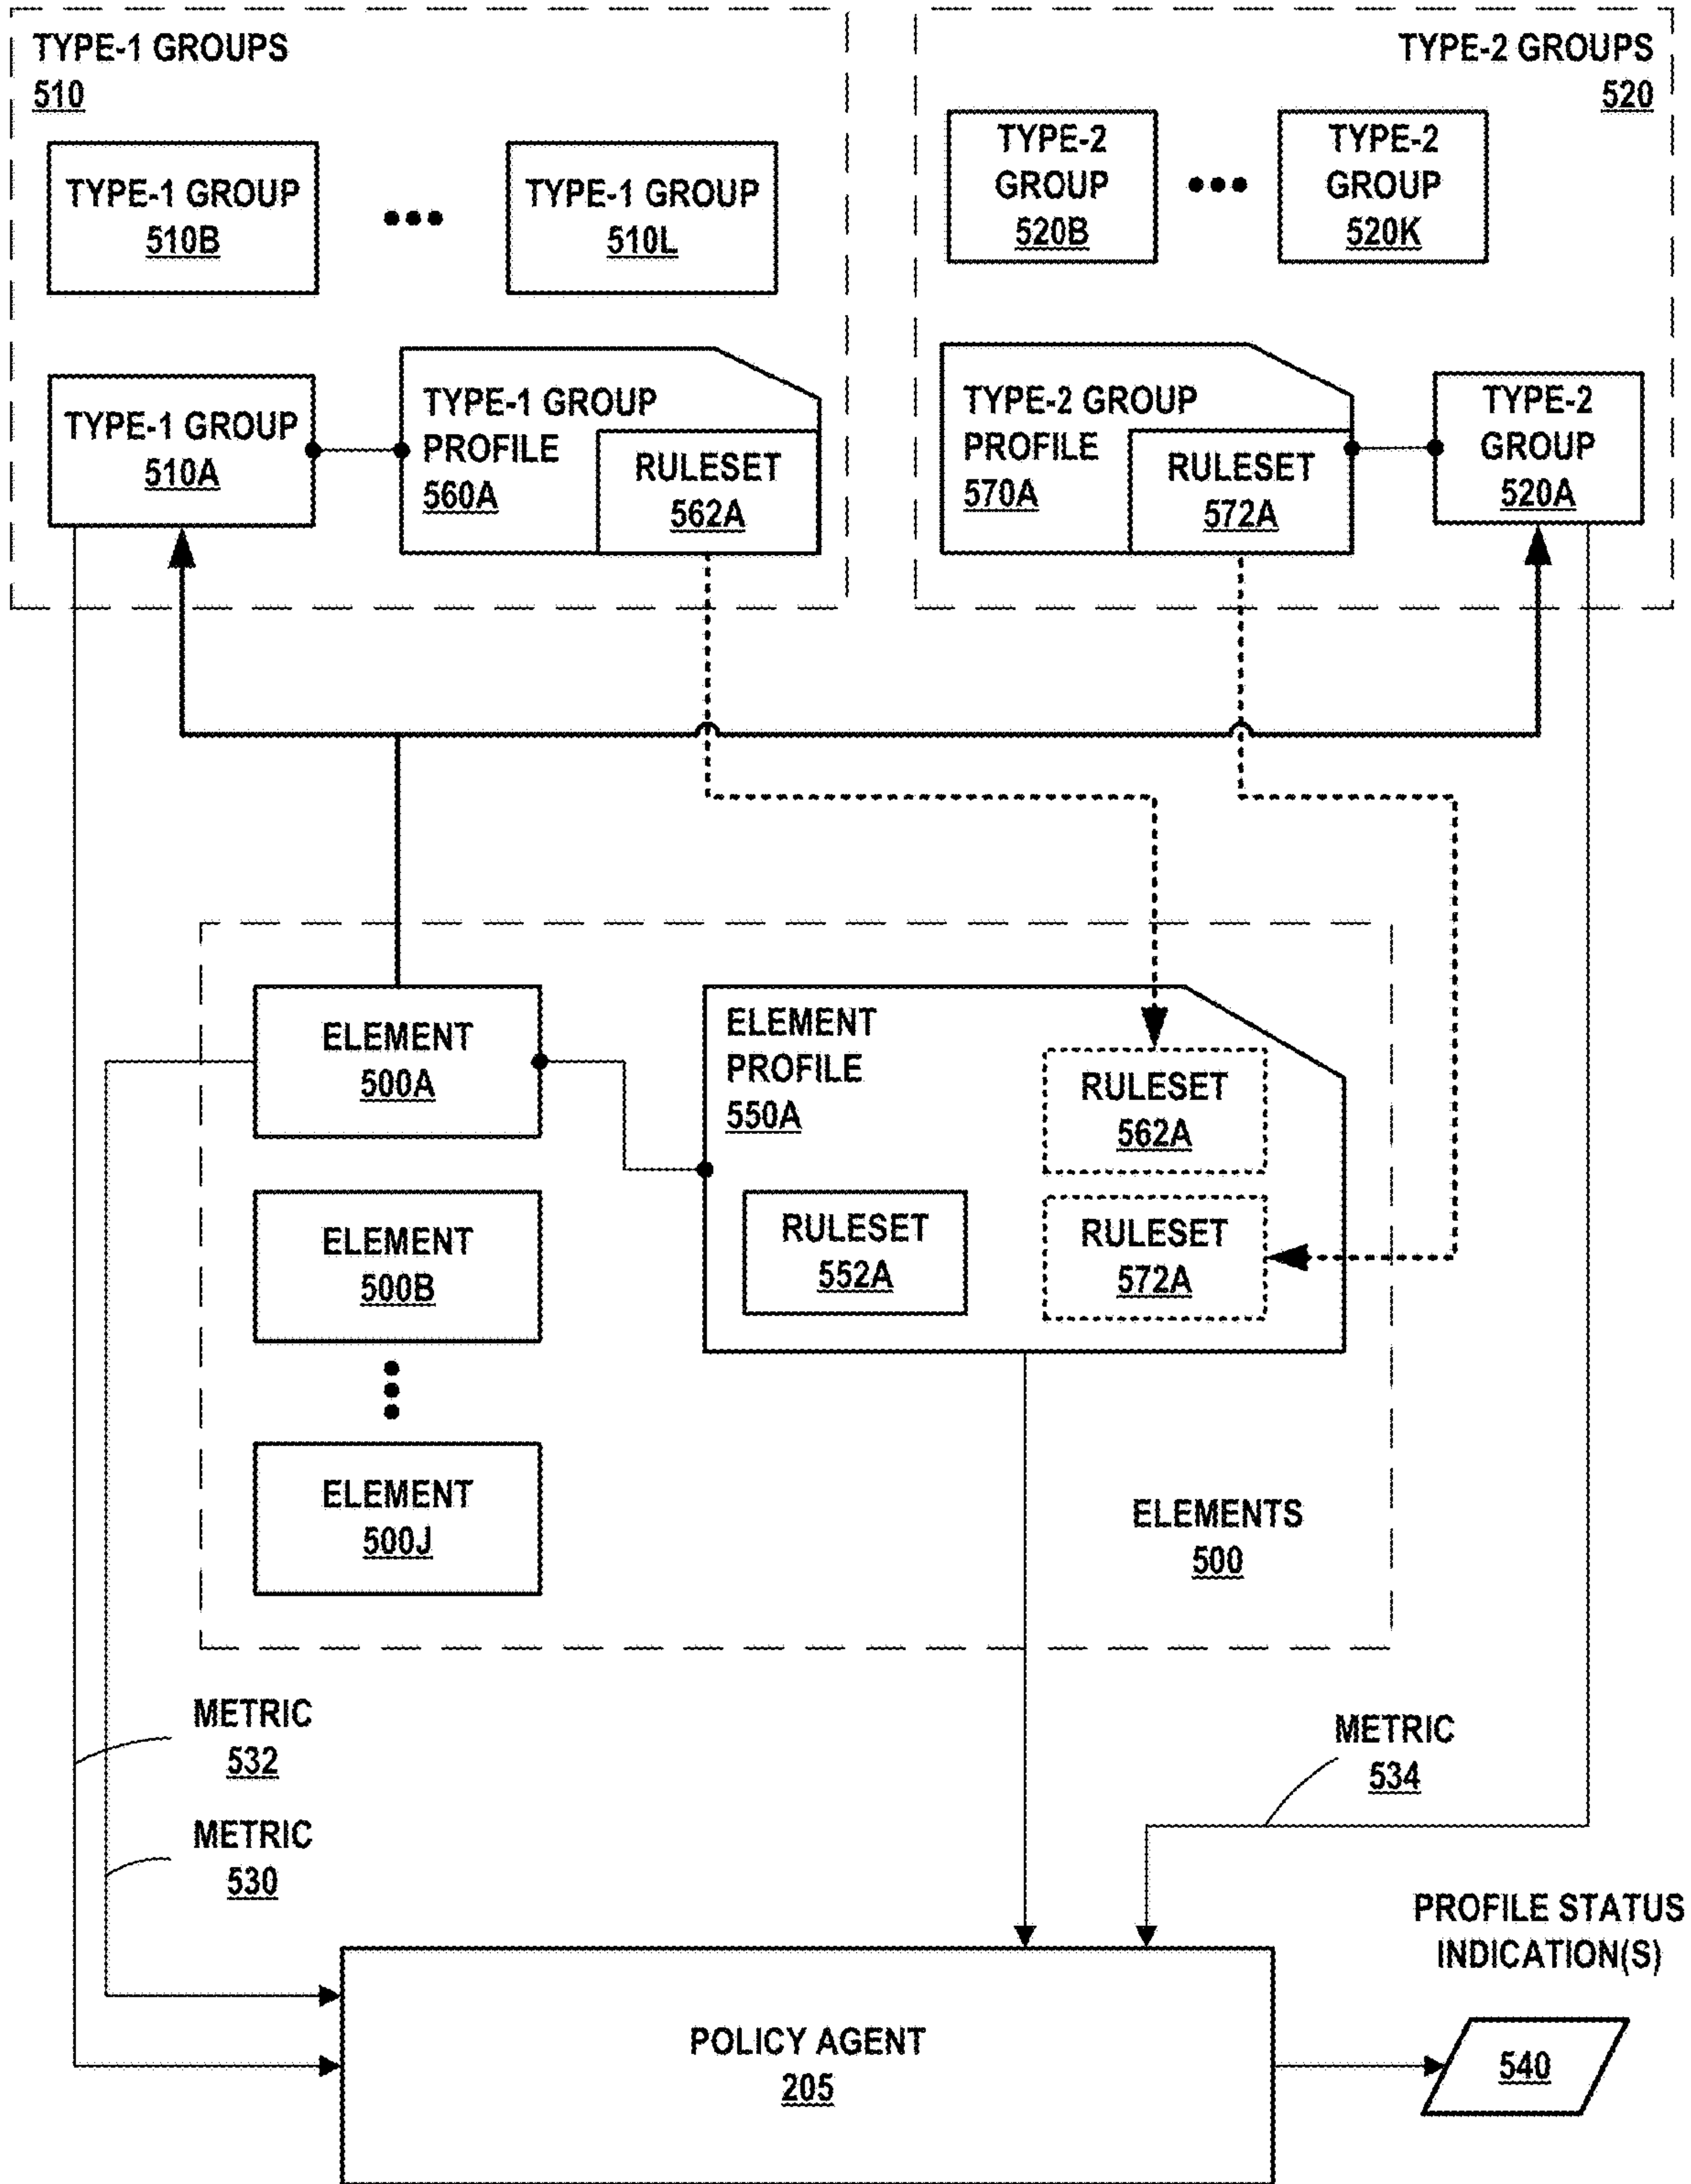 TYPE-1 GROUPS
510
TYPE-1 GROUP
510B
TYPE-1 GROUP
510L
TYPE-1 GROUP
510A
TYPE-1 GROUP
PROFILE
560A
RULESET
562A
TYPE-2 GROUPS
520
TYPE-2
GROUP
520B
TYPE-2
GROUP
520K
TYPE-2 GROUP
PROFILE
570A
RULESET
572A
TYPE-2
GROUP
520A
ELEMENT
500A
ELEMENT
500B
ELEMENT
500J
ELEMENT
PROFILE
550A
RULESET
562A
RULESET
552A
RULESET
572A
ELEMENTS
500
METRIC
532
METRIC
530
METRIC
534
PROFILE STATUS
INDICATION(S)
POLICY AGENT
205
540